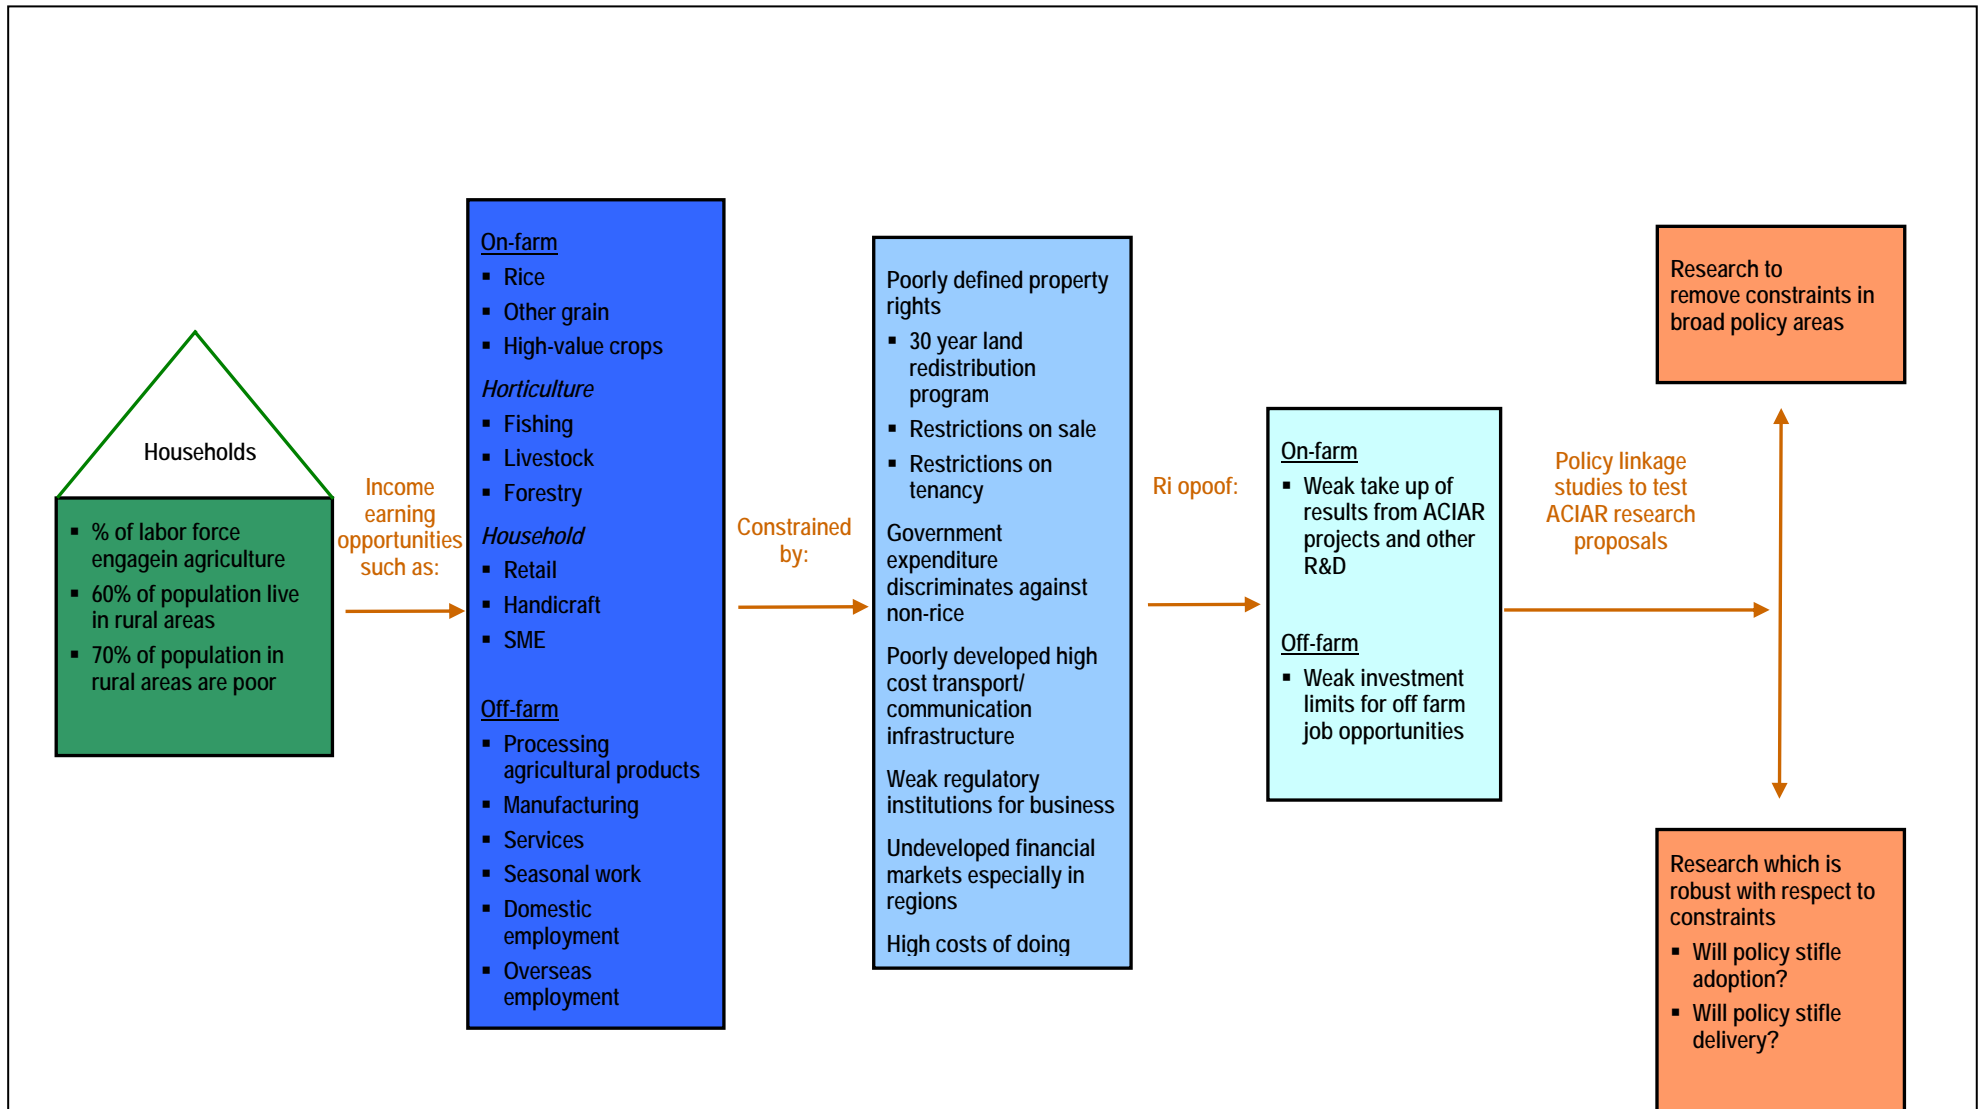 Households
▪ % of labor force
engagein agriculture
▪ 60% of population live
in rural areas
▪ 70% of population in
rural areas are poor
Income
earning
opportunities
such as:
On-farm
▪ Rice
▪ Other grain
▪ High-value crops
Horticulture
▪ Fishing
▪ Livestock
▪ Forestry
Household
▪ Retail
▪ Handicraft
▪ SME
Off-farm
▪ Processing
agricultural products
▪ Manufacturing
▪ Services
▪ Seasonal work
▪ Domestic
employment
▪ Overseas
employment
Constrained
by:
Poorly defined property
rights
▪ 30 year land
redistribution
program
▪ Restrictions on sale
▪ Restrictions on
tenancy
Government
expenditure
discriminates against
non-rice
Poorly developed high
cost transport/
communication
infrastructure
Weak regulatory
institutions for business
Undeveloped financial
markets especially in
regions
High costs of doing
Ri opoof:
On-farm
▪ Weak take up of
results from ACIAR
projects and other
R&D
Off-farm
▪ Weak investment
limits for off farm
job opportunities
Policy linkage
studies to test
ACIAR research
proposals
Research to
remove constraints in
broad policy areas
Research which is
robust with respect to
constraints
▪ Will policy stifle
adoption?
▪ Will policy stifle
delivery?